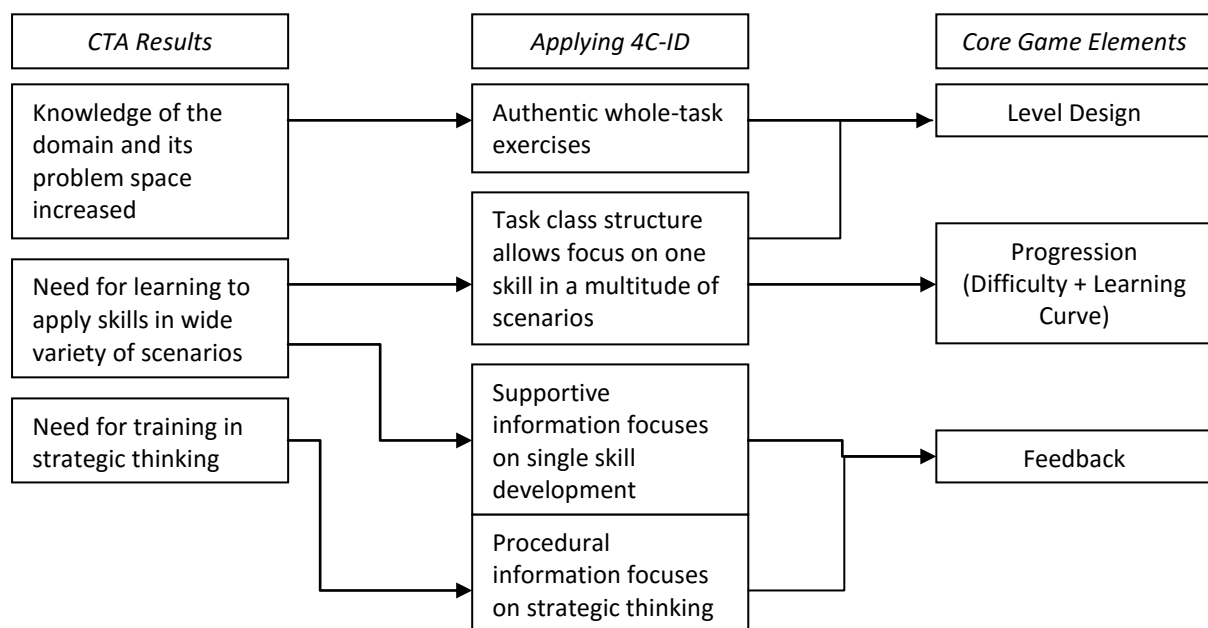 CTA Results
Applying 4C-ID
Core Game Elements
Knowledge of the
domain and its
problem space
increased
Authentic whole-task
exercises
Level Design
Need for learning to
apply skills in wide
variety of scenarios
Task class structure
allows focus on one
skill in a multitude of
scenarios
Progression
(Difficulty + Learning
Curve)
Need for training in
strategic thinking
Supportive
information focuses
on single skill
development
Feedback
Procedural
information focuses
on strategic thinking